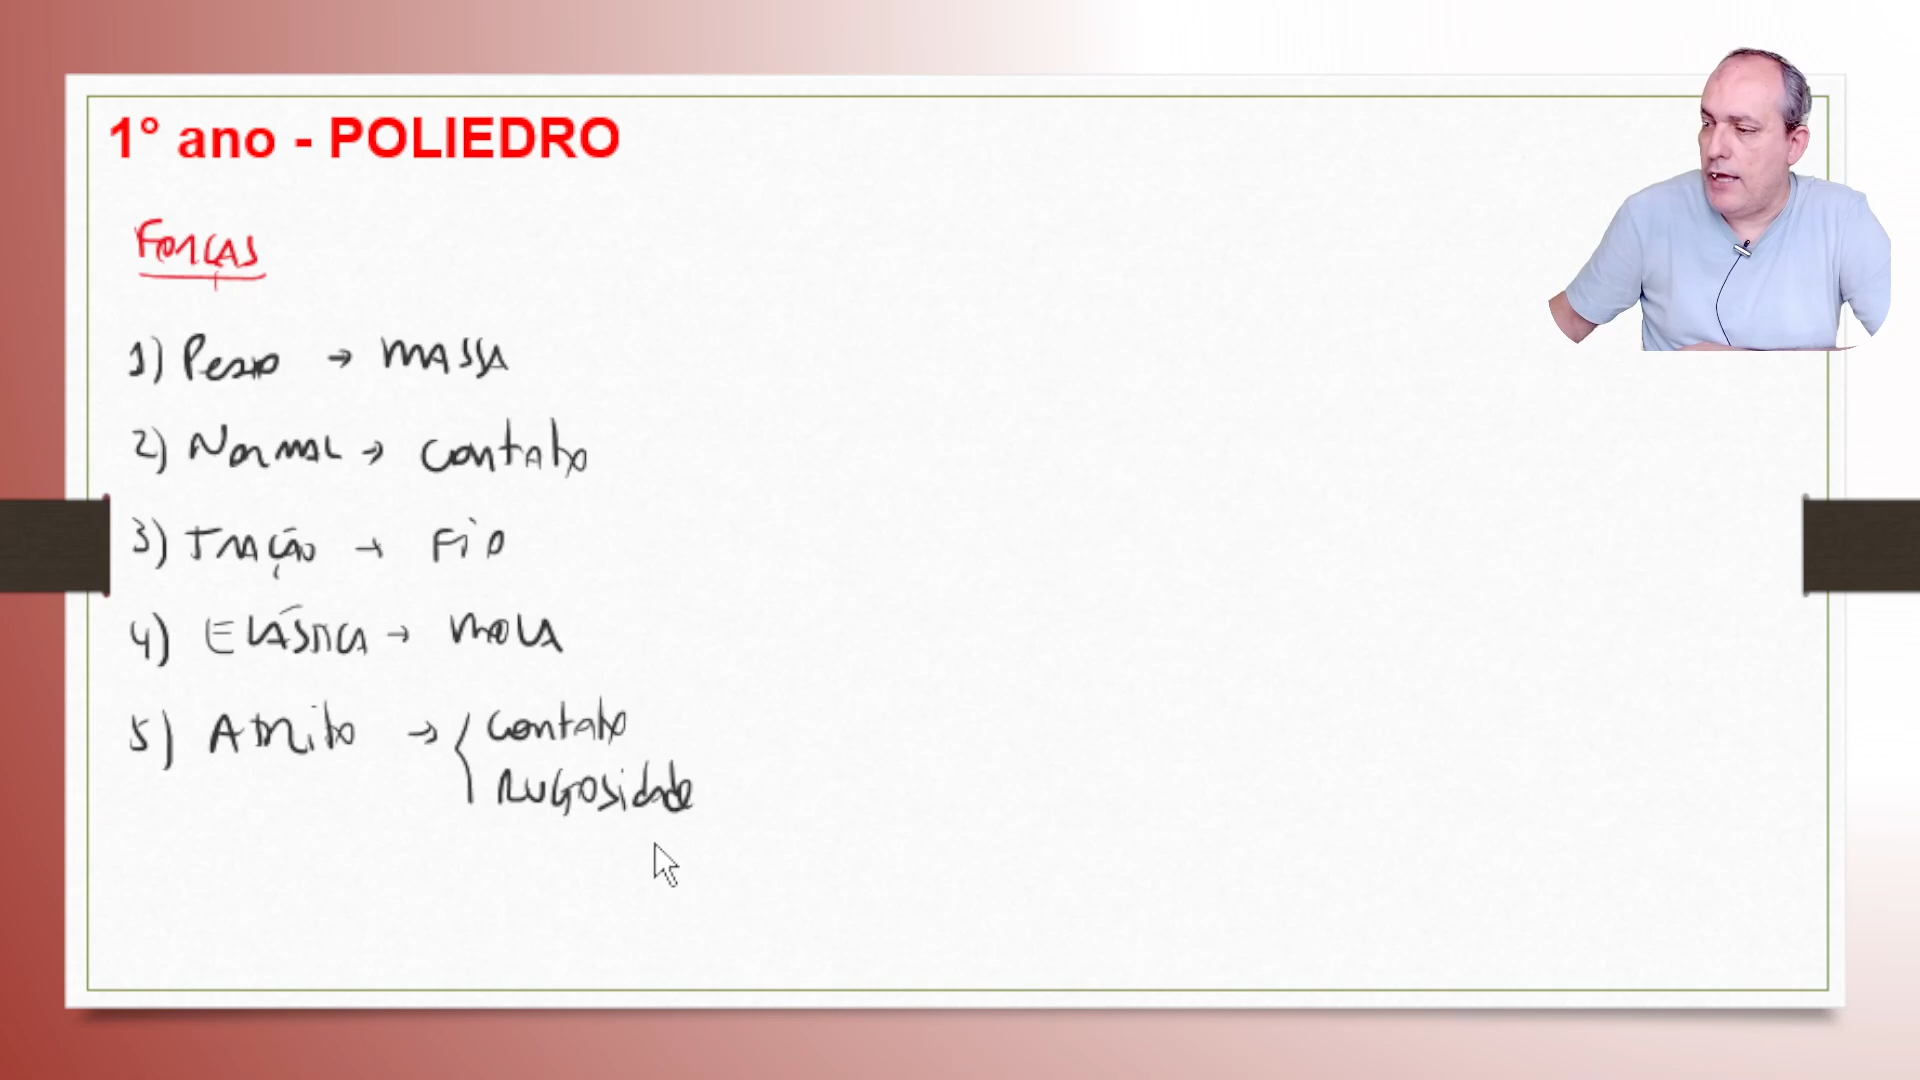 1° ano - POLIEDRO
FORÇAS
1) Peso → MASSA
2) NORMAL → contato
3) TRAÇÃO → FIO
4) ELÁSTICA → MOLA
5) ATRITO → { contato
RUGOSIDADE